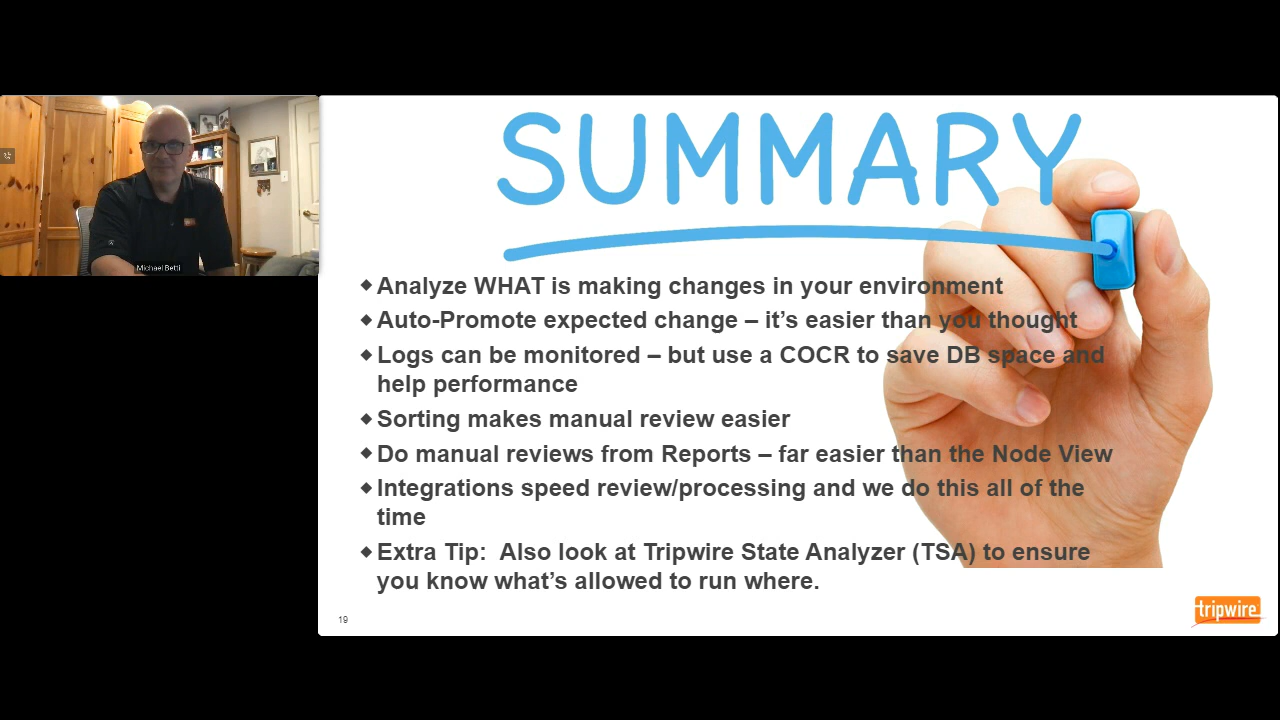 SUMMARY
Michael Betti
◆ Analyze WHAT is making changes in your environment
◆ Auto-Promote expected change – it’s easier than you thought
◆ Logs can be monitored – but use a COCR to save DB space and
help performance
◆ Sorting makes manual review easier
◆ Do manual reviews from Reports – far easier than the Node View
◆ Integrations speed review/processing and we do this all of the
time
◆ Extra Tip:  Also look at Tripwire State Analyzer (TSA) to ensure
you know what’s allowed to run where.
19
tripwire